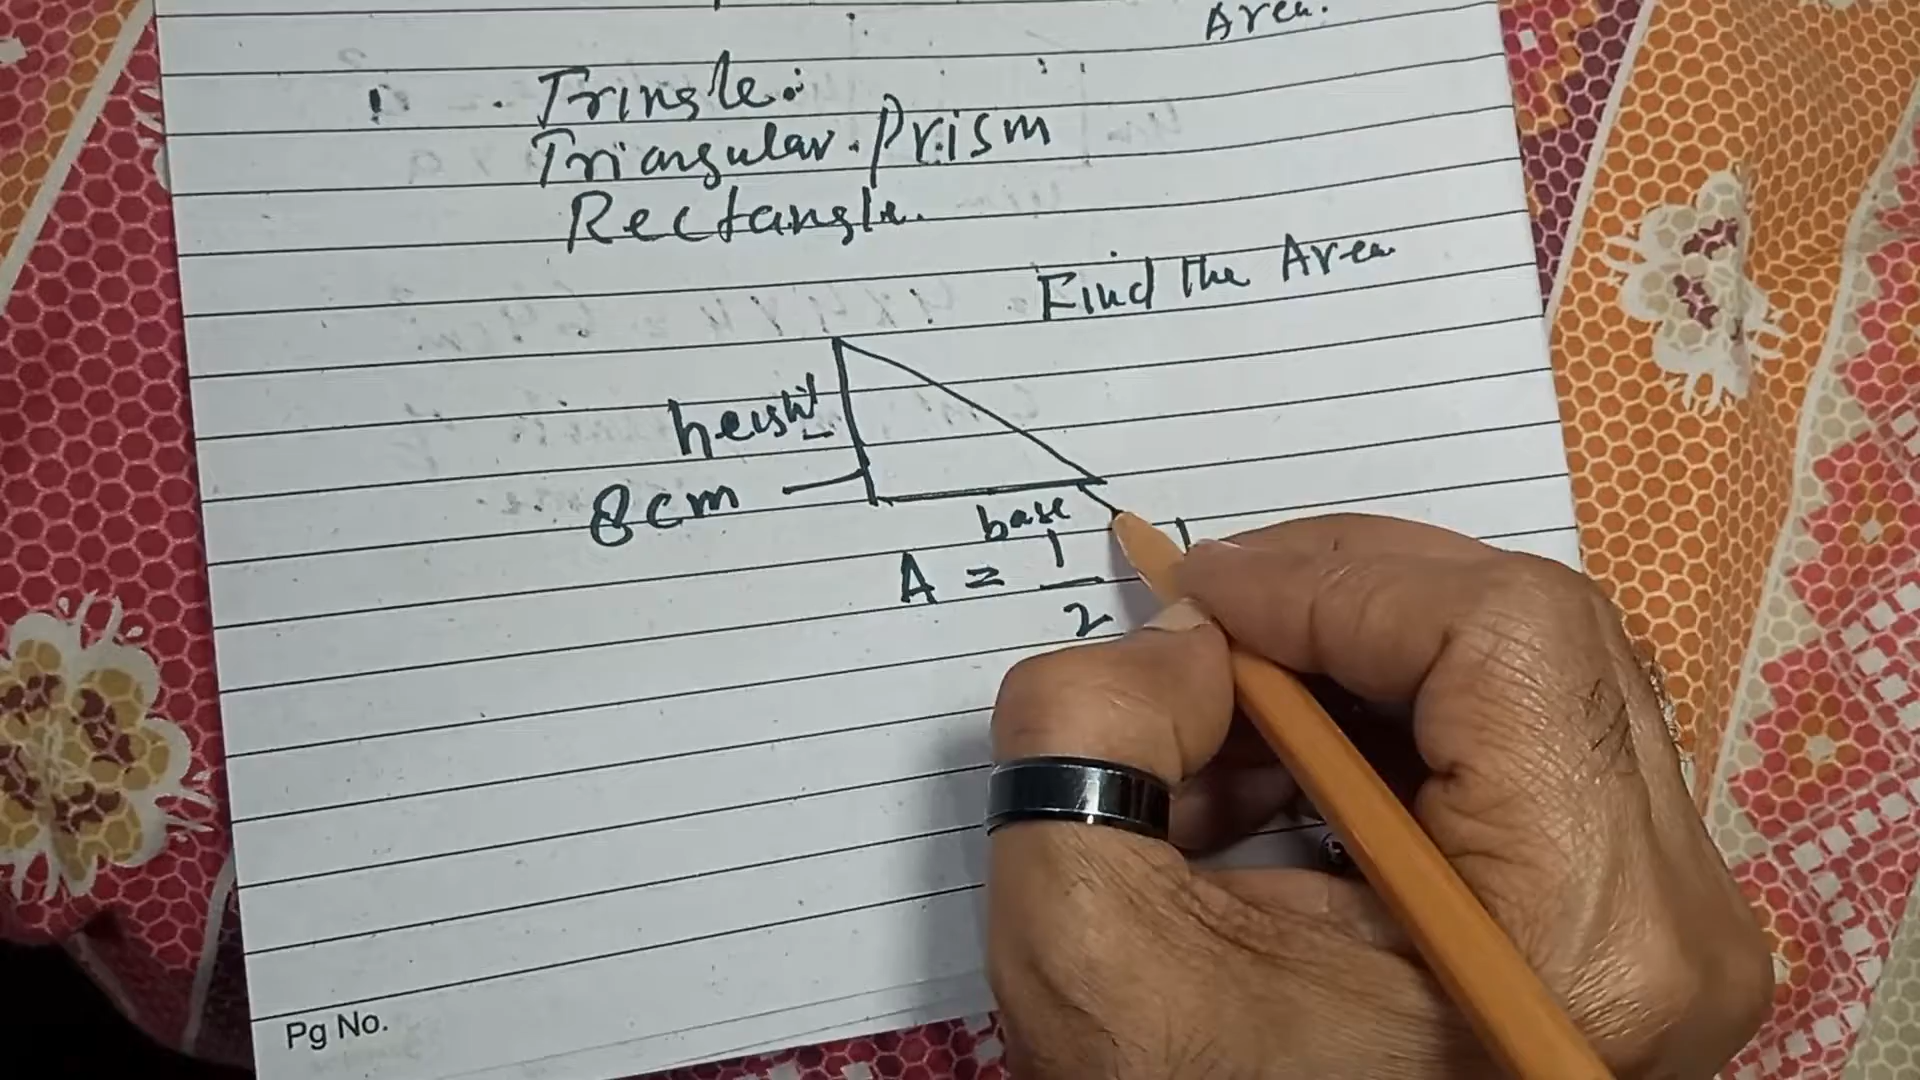 Area.
Tringle:
Triangular Prism
Rectangle.
Find The Area
height
8cm
base
A = 1/2
Pg No.